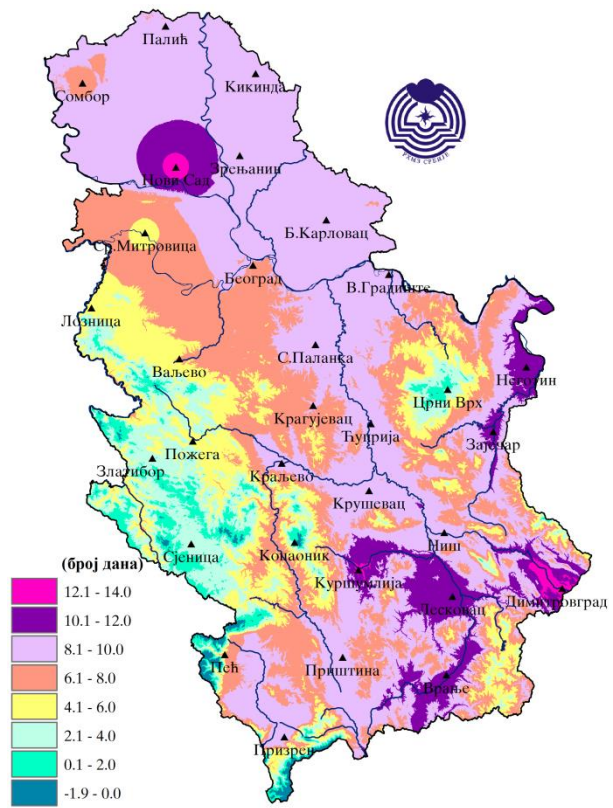 Палић
Кикинда
Сомбор
РХМЗ СРБИЈЕ
Зрењанин
Нови Сад
Б.Карловац
Ср.Митровица
Београд
В.Градиште
Лозница
С.Паланка
Ваљево
Неготин
Црни Врх
Крагујевац
Ћуприја
Зајечар
Пожега
Златибор
Краљево
Крушевац
Ниш
Сјеница
Копаоник
(број дана)
Куршумлија
Димитровград
Лесковац
12.1 - 14.0
10.1 - 12.0
8.1 - 10.0
Пећ
Приштина
6.1 - 8.0
Врање
4.1 - 6.0
2.1 - 4.0
Призрен
0.1 - 2.0
-1.9 - 0.0